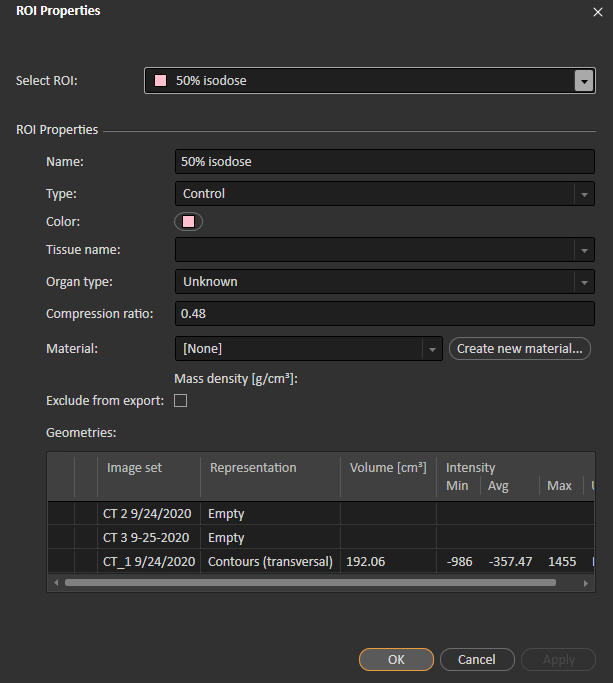 ROI Properties
Select ROI:
50% isodose
ROI Properties
Name:
50% isodose
Type:
Control
Color:
Tissue name:
Organ type:
Unknown
Compression ratio:
0.48
Material:
[None]
Create new material...
Mass density [g/cm³]:
Exclude from export:
Geometries:
Image set Representation Volume [cm³] Intensity
Min Avg Max
CT 2 9/24/2020 Empty
CT 3 9-25-2020 Empty
CT_1 9/24/2020 Contours (transversal) 192.06 -986 -357.47 1455
OK Cancel Apply